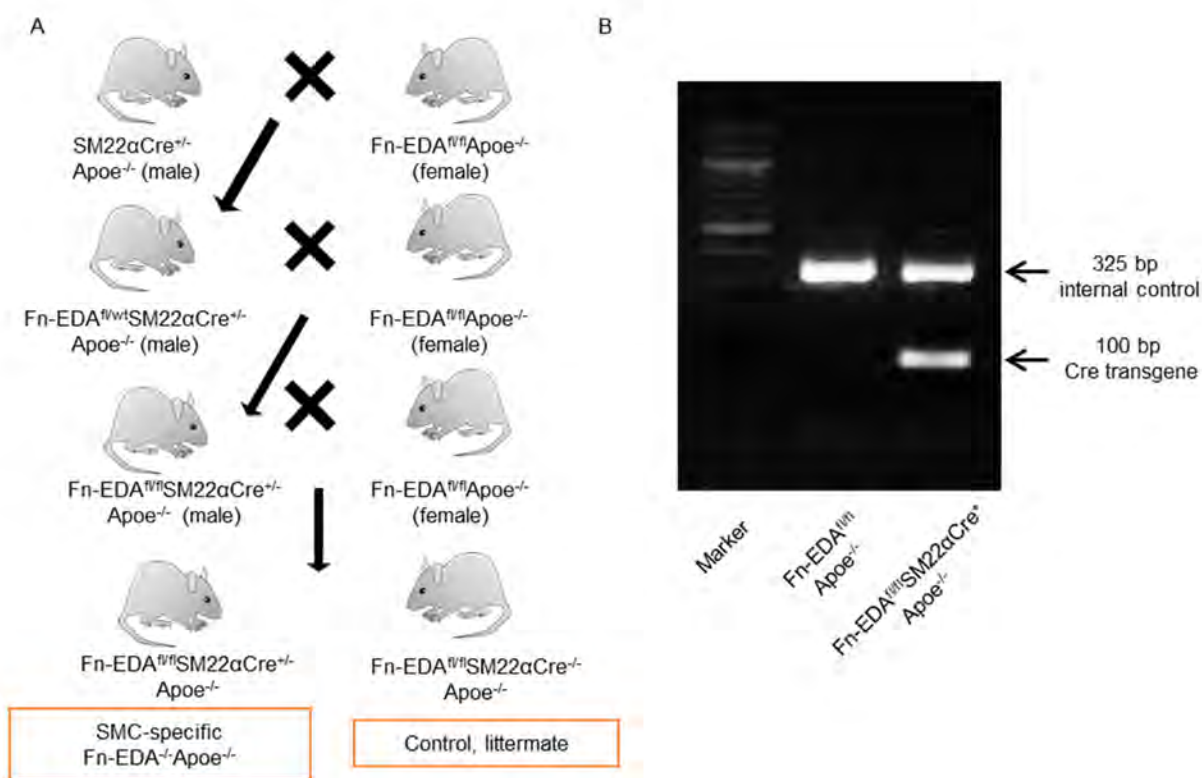 A
B
SM22αCre⁺/⁻
Apoe⁻/⁻ (male)
Fn-EDAᶠˡ/ᶠˡApoe⁻/⁻
(female)
Fn-EDAᶠˡ/ʷᵗSM22αCre⁺/⁻
Apoe⁻/⁻ (male)
Fn-EDAᶠˡ/ᶠˡApoe⁻/⁻
(female)
Fn-EDAᶠˡ/ᶠˡSM22αCre⁺/⁻
Apoe⁻/⁻ (male)
Fn-EDAᶠˡ/ᶠˡApoe⁻/⁻
(female)
Fn-EDAᶠˡ/ᶠˡSM22αCre⁺/⁻
Apoe⁻/⁻
Fn-EDAᶠˡ/ᶠˡSM22αCre⁻/⁻
Apoe⁻/⁻
SMC-specific
Fn-EDA⁻/⁻Apoe⁻/⁻
Control, littermate
325 bp
internal control
100 bp
Cre transgene
Marker
Fn-EDAᶠˡ/ᶠˡ
Apoe⁻/⁻
Fn-EDAᶠˡ/ᶠˡSM22αCre⁺
Apoe⁻/⁻